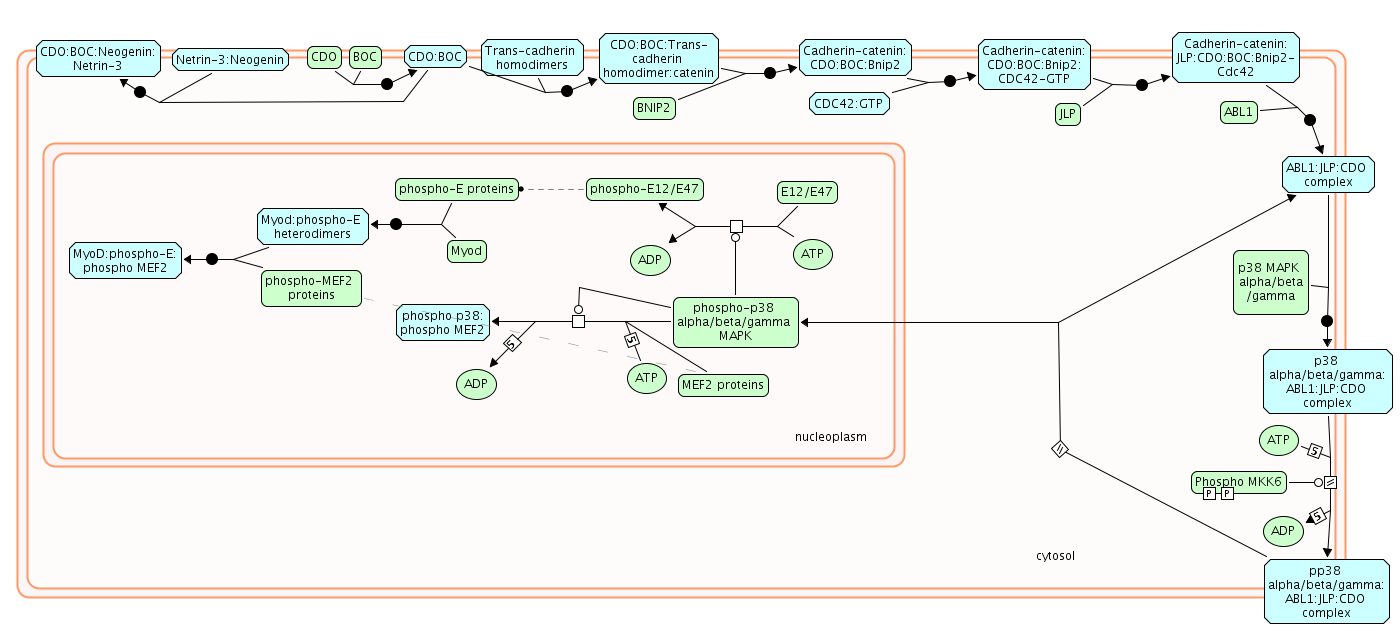 CDO:BOC:Neogenin:
Netrin-3
Netrin-3:Neogenin
CDO
BOC
CDO:BOC
Trans-cadherin
homodimers
CDO:BOC:Trans-
cadherin
homodimer:catenin
BNIP2
Cadherin-catenin:
CDO:BOC:Bnip2
CDC42:GTP
Cadherin-catenin:
CDO:BOC:Bnip2:
CDC42-GTP
JLP
Cadherin-catenin:
JLP:CDO:BOC:Bnip2-
Cdc42
ABL1
ABL1:JLP:CDO
complex
phospho-E proteins
phospho-E12/E47
E12/E47
Myod:phospho-E
heterodimers
Myod
ADP
ATP
MyoD:phospho-E:
phospho MEF2
phospho-MEF2
proteins
phospho p38:
phospho MEF2
phospho-p38
alpha/beta/gamma
MAPK
5
5
ADP
ATP
MEF2 proteins
nucleoplasm
p38 MAPK
alpha/beta
/gamma
p38
alpha/beta/gamma:
ABL1:JLP:CDO
complex
ATP
5
Phospho MKK6
P
P
ADP
5
cytosol
pp38
alpha/beta/gamma:
ABL1:JLP:CDO
complex